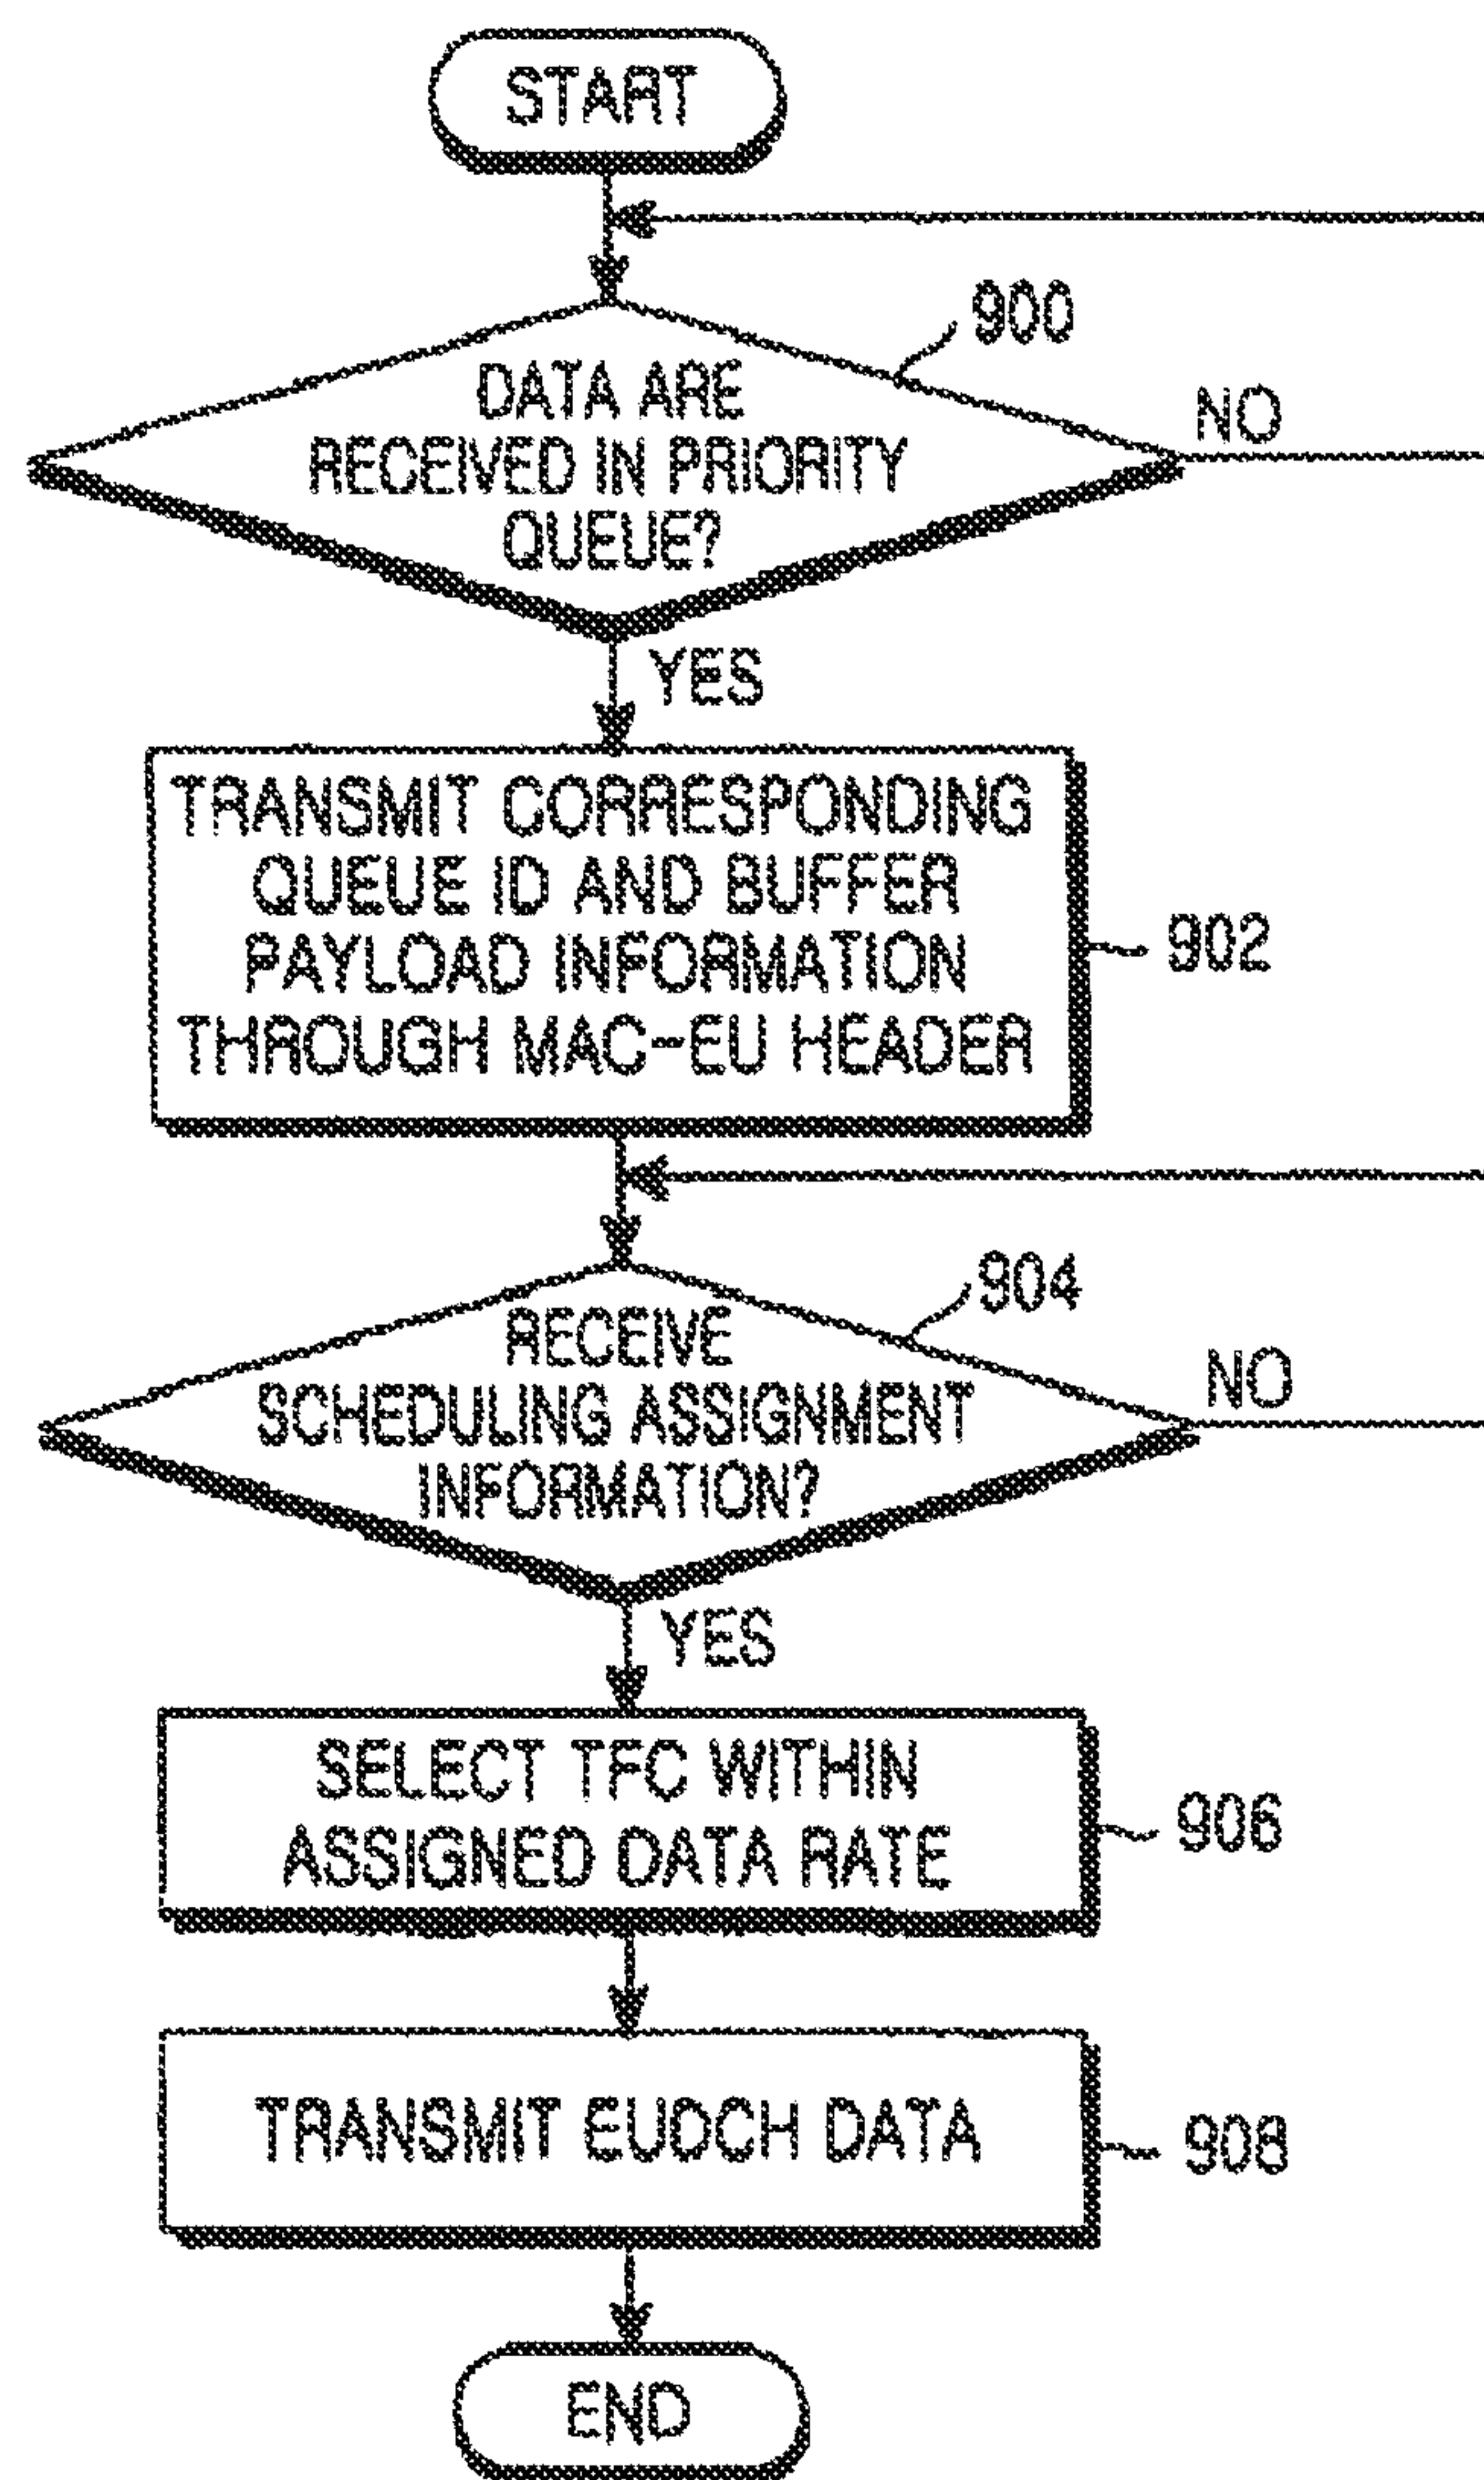 START
900
DATA ARE
RECEIVED IN PRIORITY
QUEUE?
NO
YES
TRANSMIT CORRESPONDING
QUEUE ID AND BUFFER
PAYLOAD INFORMATION
THROUGH MAC-EU HEADER
902
904
RECEIVE
SCHEDULING ASSIGNMENT
INFORMATION?
NO
YES
SELECT TFC WITHIN
ASSIGNED DATA RATE
906
TRANSMIT EUDCH DATA
908
END